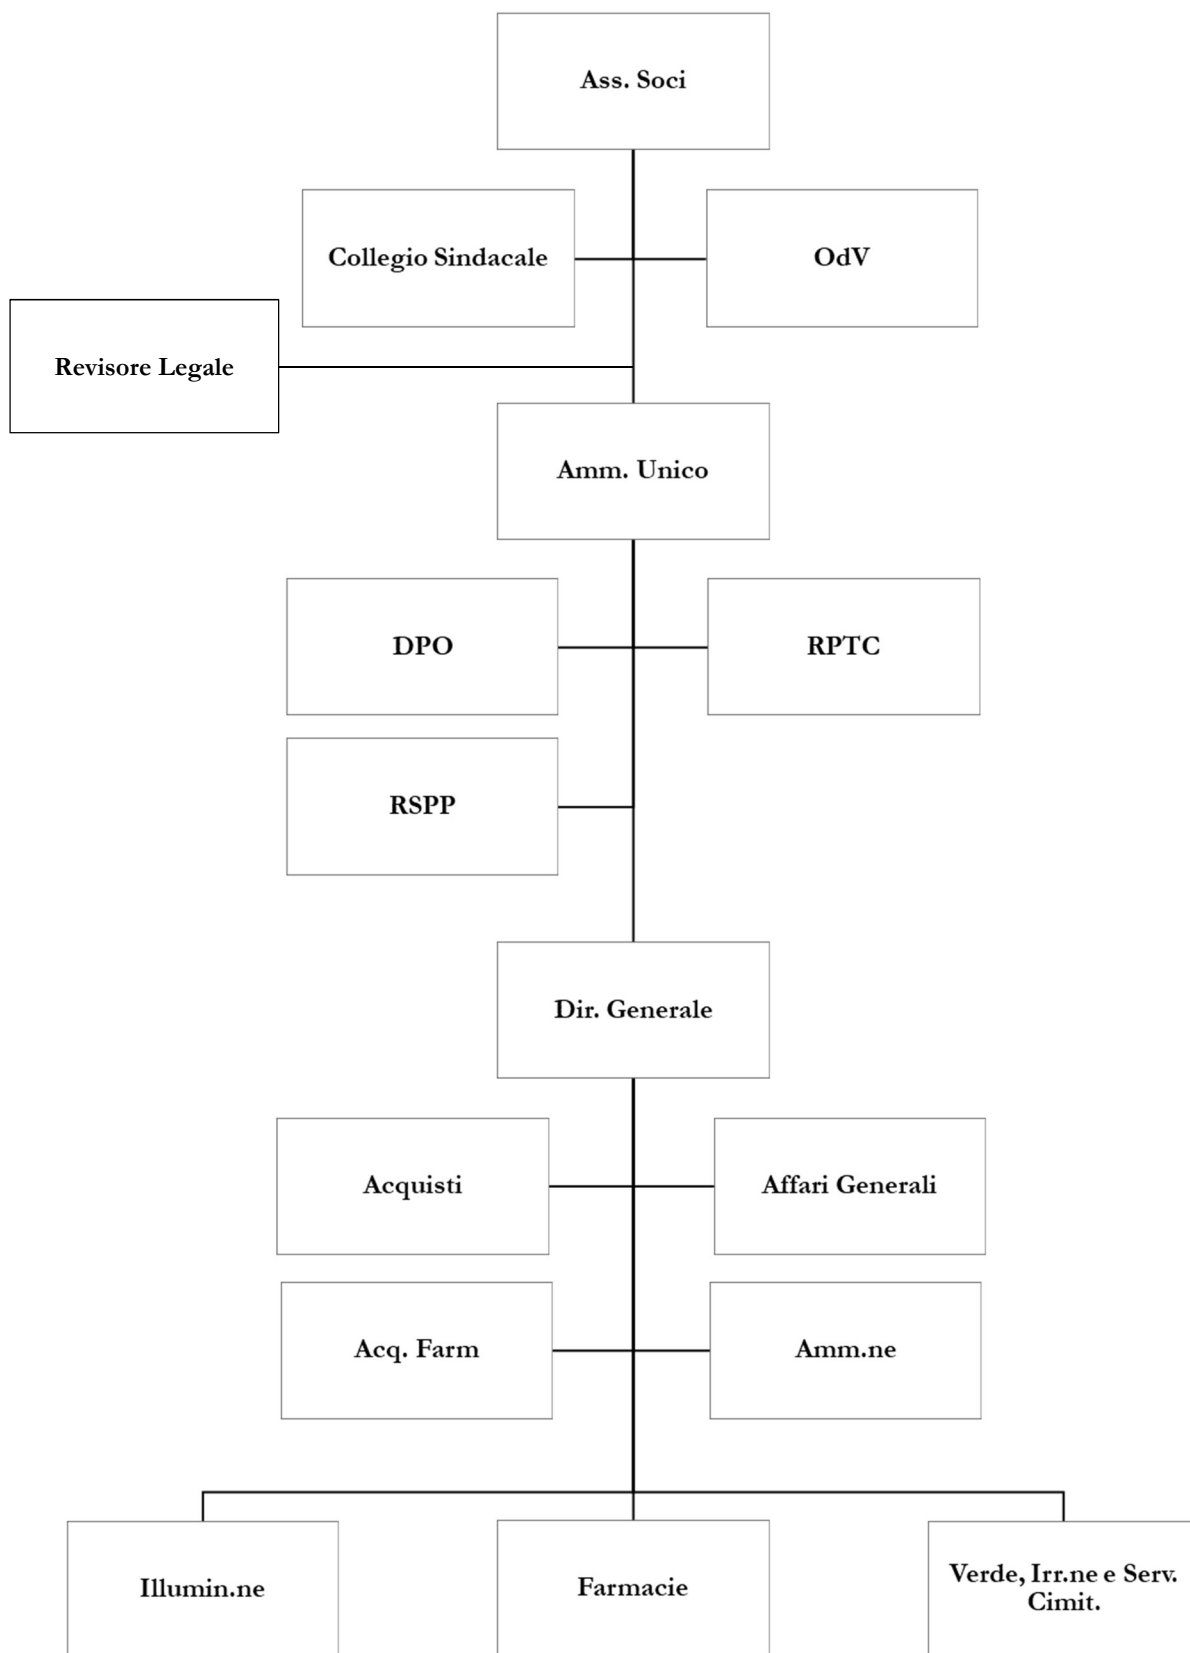 Ass. Soci
Collegio Sindacale
OdV
Revisore Legale
Amm. Unico
DPO
RPTC
RSPP
Dir. Generale
Acquisti
Affari Generali
Acq. Farm
Amm.ne
Illumin.ne
Farmacie
Verde, Irr.ne e Serv.
Cimit.